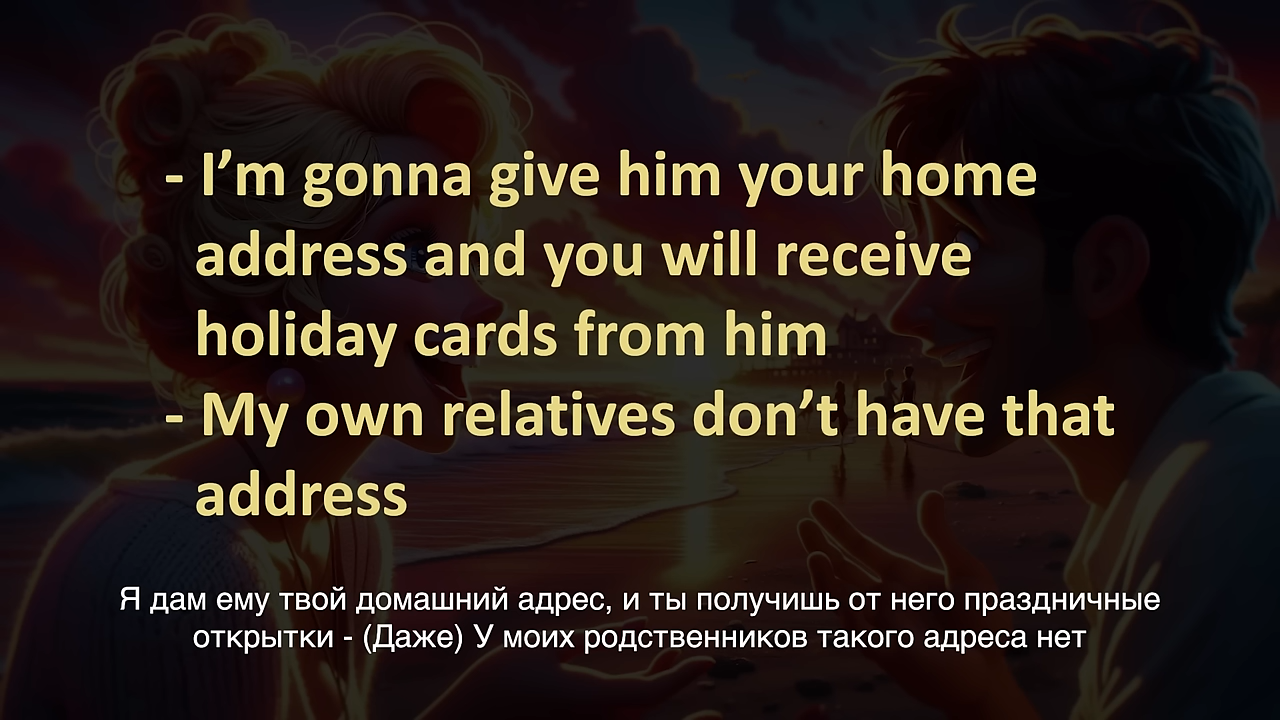 - I’m gonna give him your home
address and you will receive
holiday cards from him
- My own relatives don’t have that
address
Я дам ему твой домашний адрес, и ты получишь от него праздничные
открытки - (Даже) У моих родственников такого адреса нет